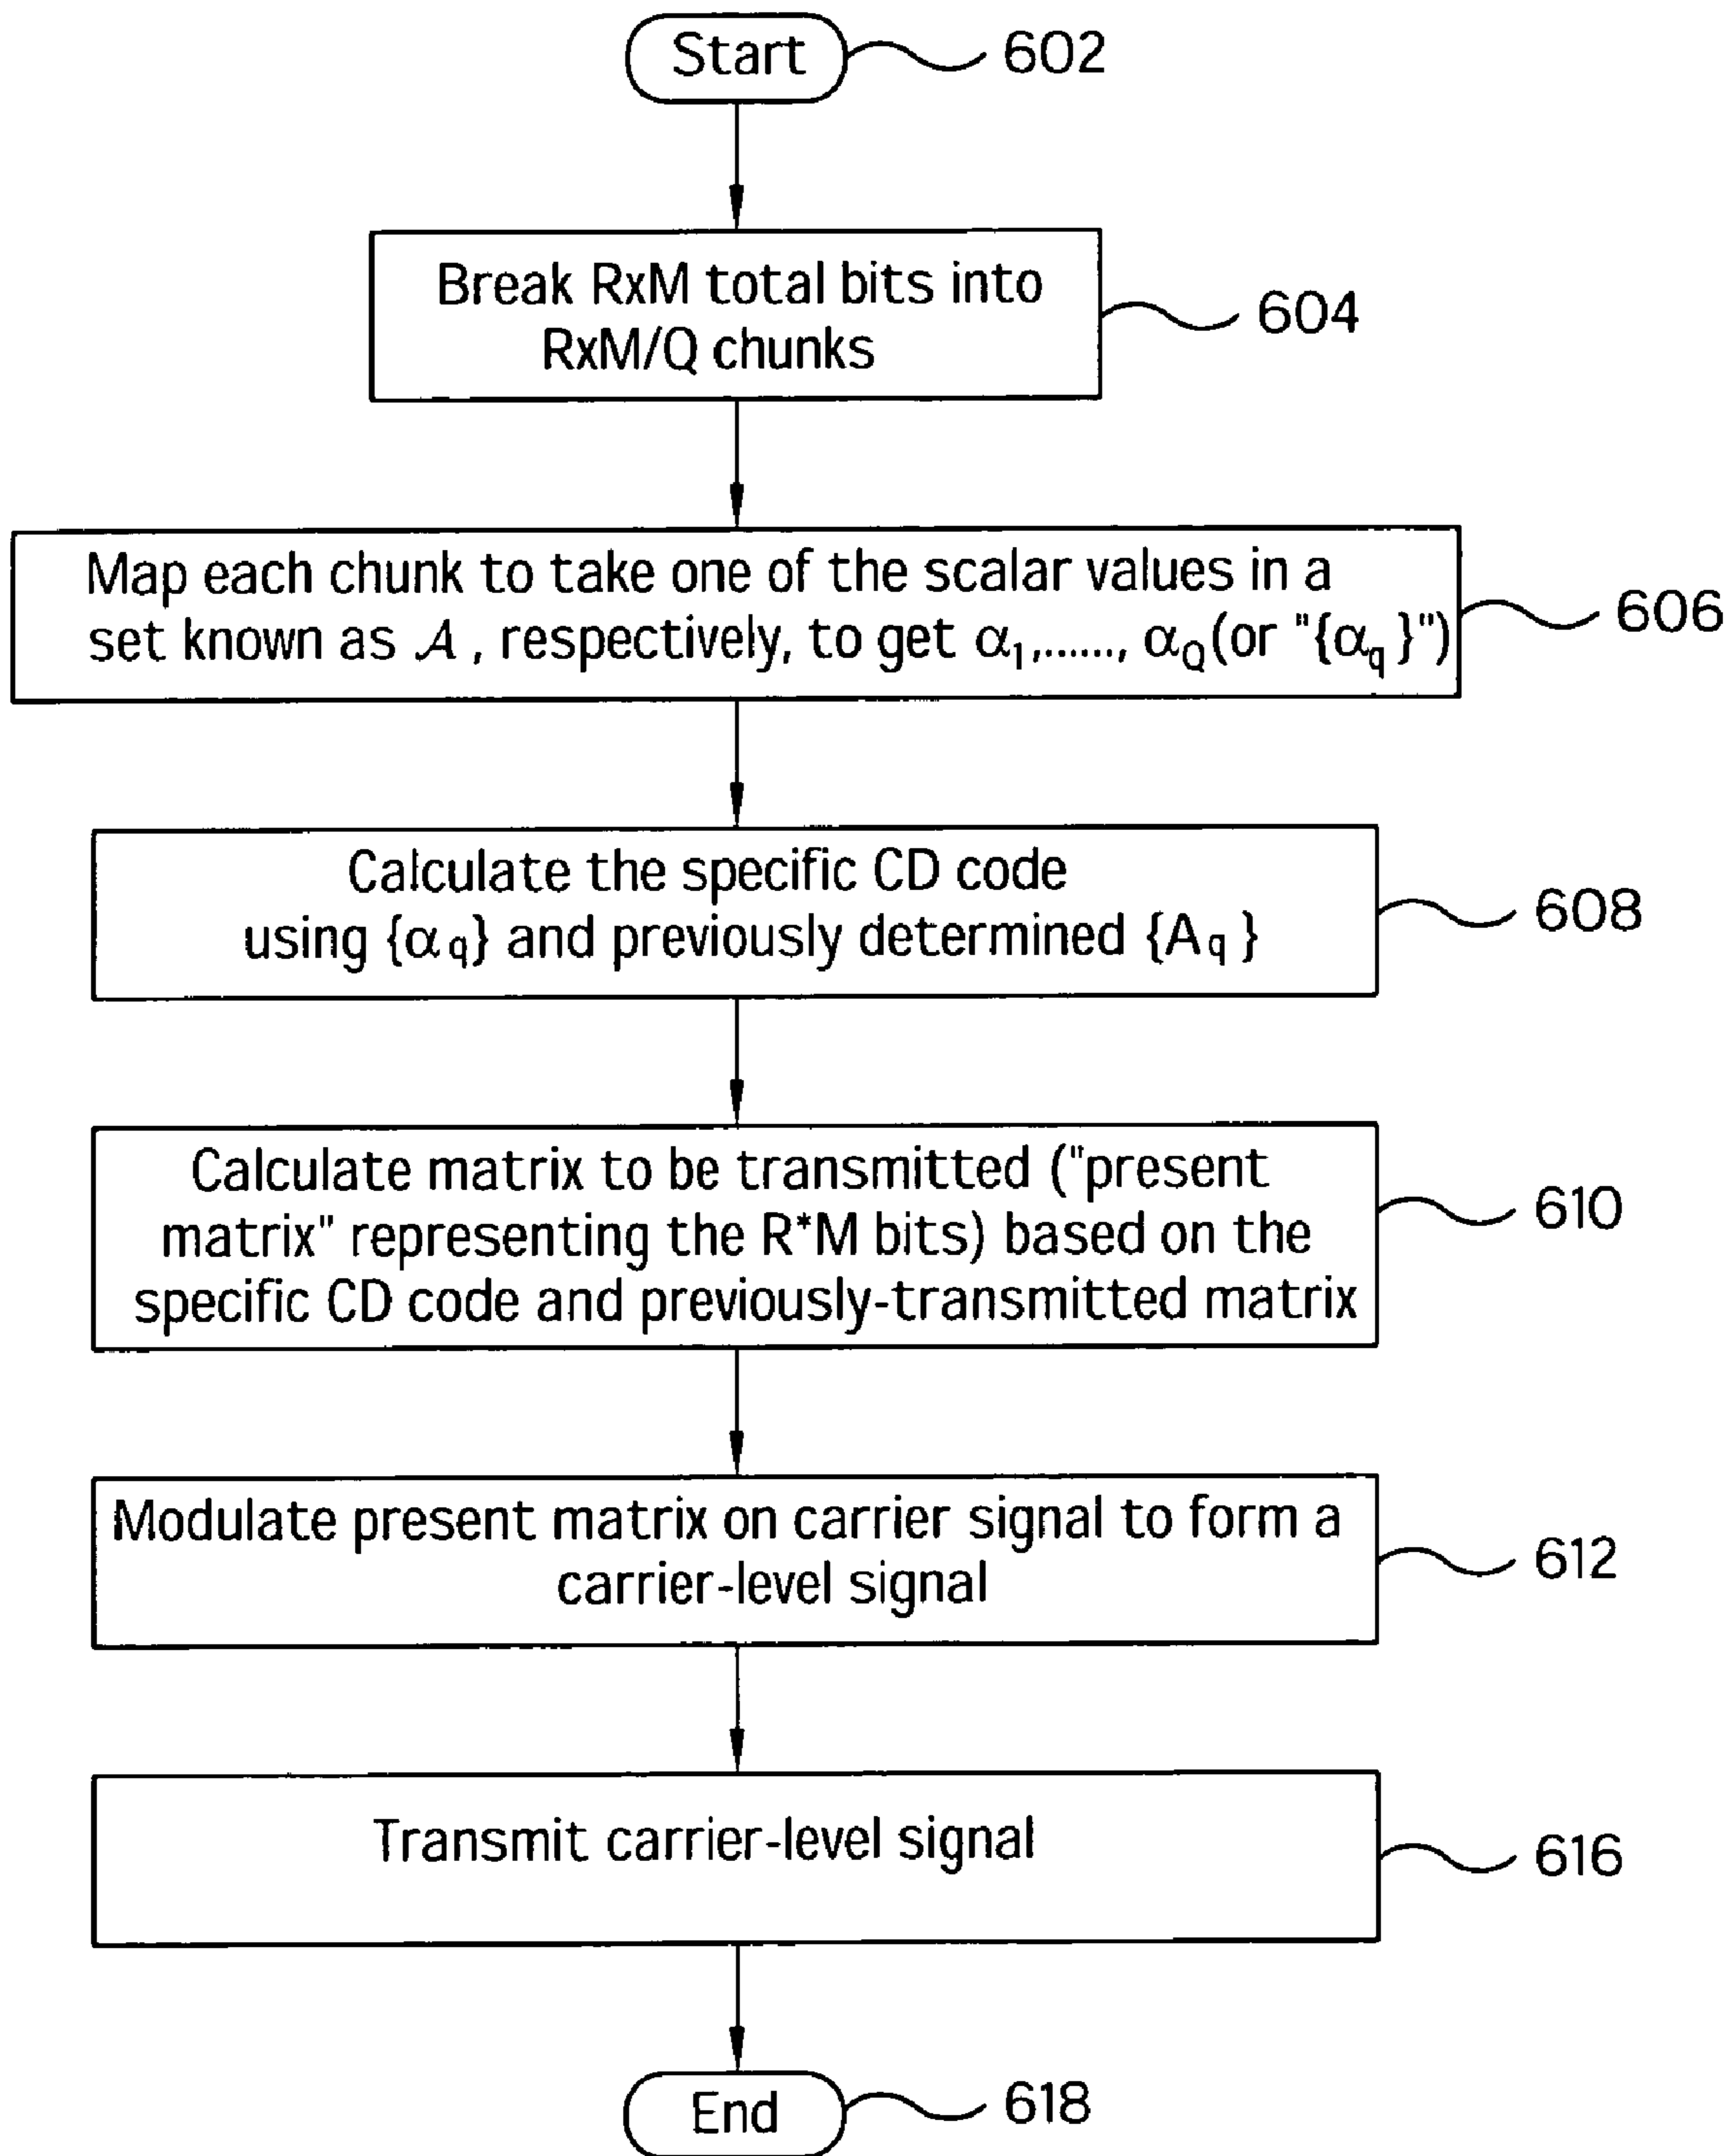 Start 602
Break RxM total bits into
RxM/Q chunks
604
Map each chunk to take one of the scalar values in a
set known as 𝒜, respectively, to get α₁,......, α_Q(or "{α_q}")
606
Calculate the specific CD code
using {α_q} and previously determined {A_q}
608
Calculate matrix to be transmitted ("present
matrix" representing the R*M bits) based on the
specific CD code and previously-transmitted matrix
610
Modulate present matrix on carrier signal to form a
carrier-level signal
612
Transmit carrier-level signal
616
End 618